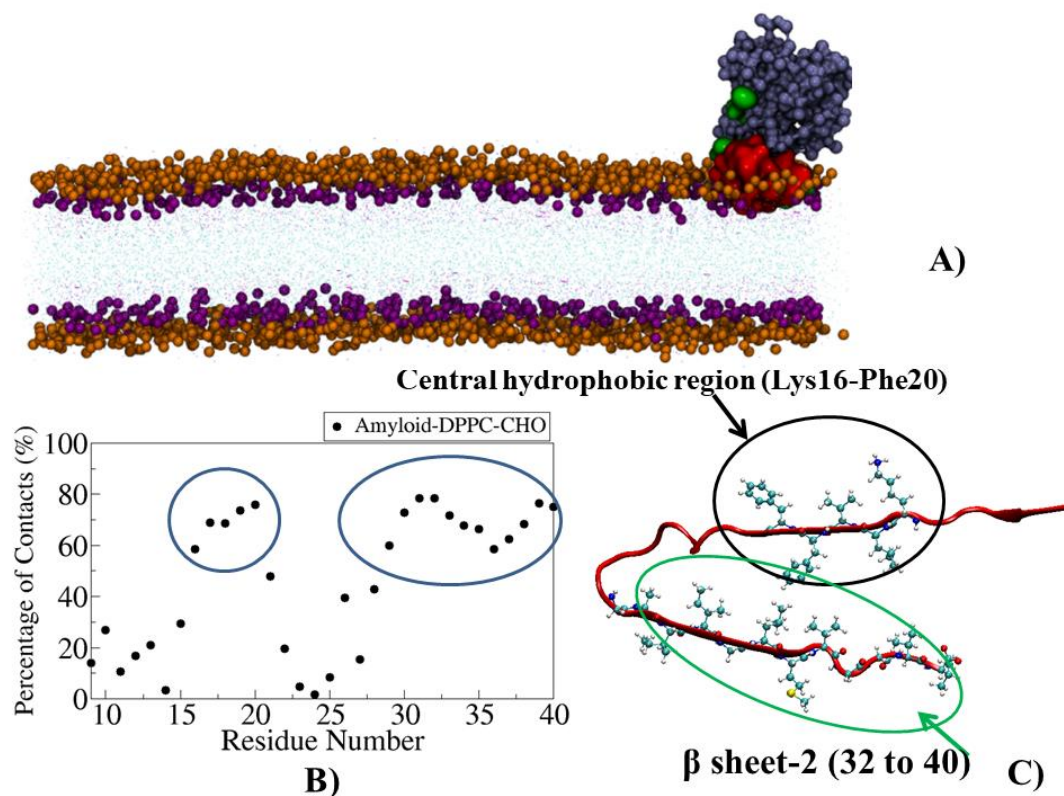 A)
Central hydrophobic region (Lys16-Phe20)
Amyloid-DPPC-CHO
Percentage of Contacts (%)
100
80
60
40
20
0
10 15 20 25 30 35 40
Residue Number
B)
β sheet-2 (32 to 40)
C)